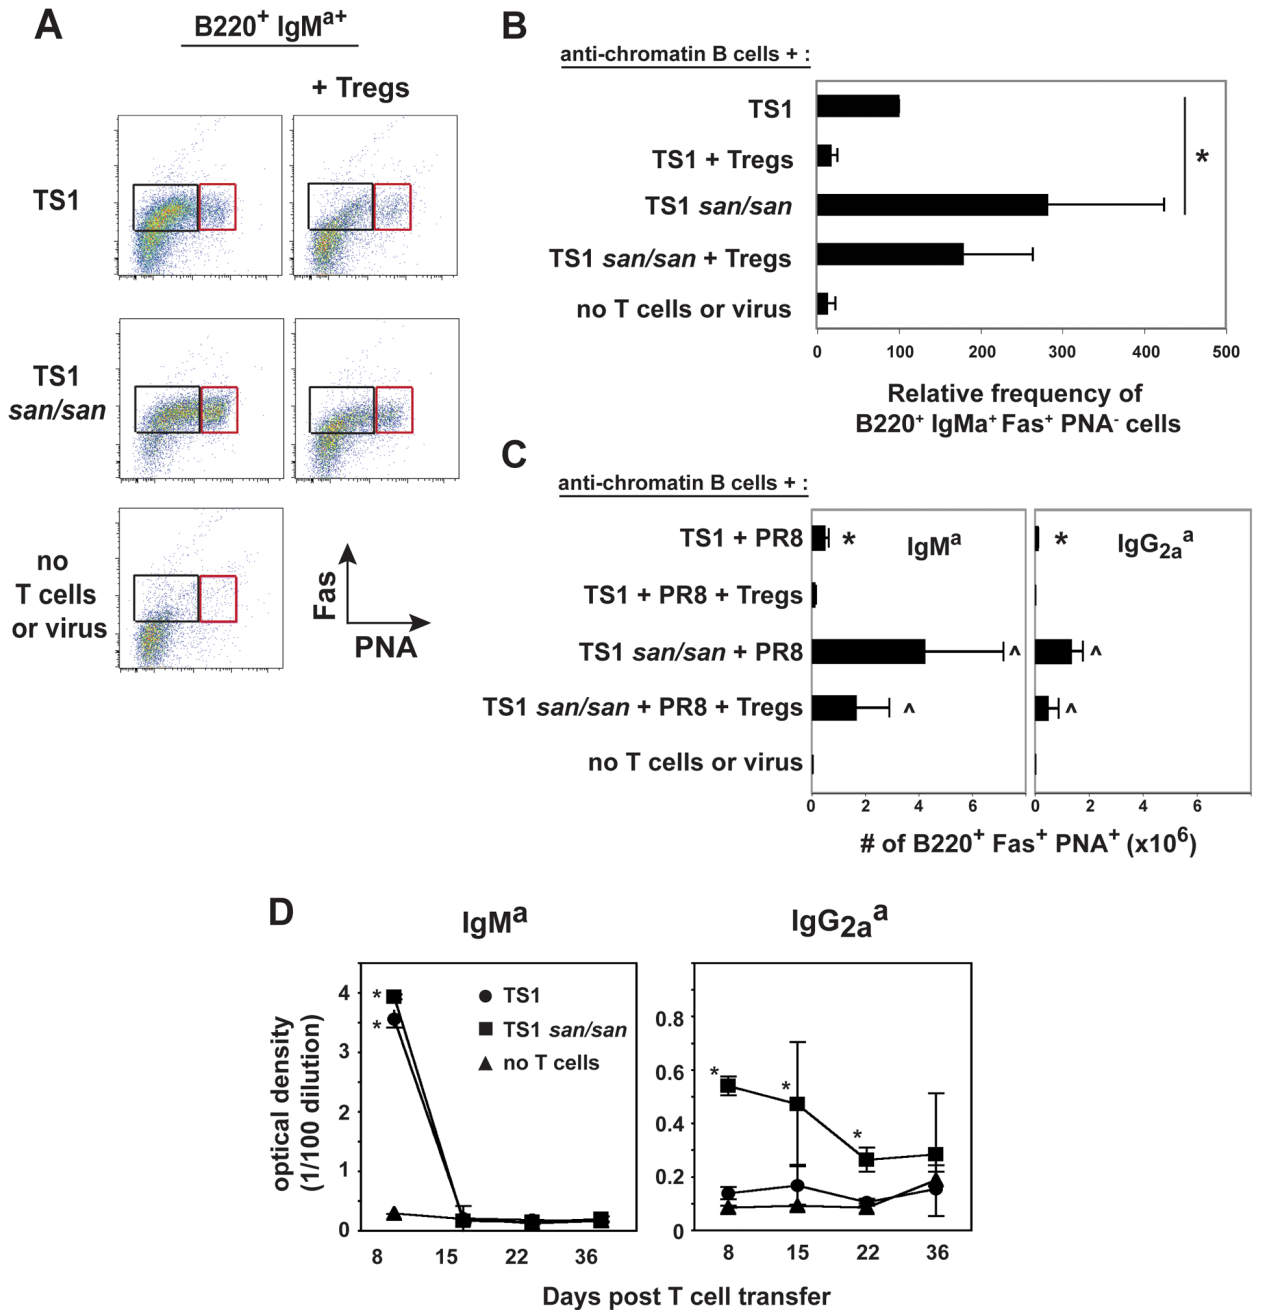 A
B220+ IgMa+
+ Tregs
TS1
TS1
san/san
no
T cells
or virus
Fas
PNA
B
anti-chromatin B cells + :
TS1
TS1 + Tregs
TS1 san/san
TS1 san/san + Tregs
no T cells or virus
*
0 100 200 300 400 500
Relative frequency of
B220+ IgMa+ Fas+ PNA- cells
C
anti-chromatin B cells + :
TS1 + PR8
TS1 + PR8 + Tregs
TS1 san/san + PR8
TS1 san/san + PR8 + Tregs
no T cells or virus
* IgMa
^
^
* IgG2aa
^
^
0 2 4 6 0 2 4 6
# of B220+ Fas+ PNA+ (x106)
D
IgMa
IgG2aa
optical density
(1/100 dilution)
4
3
2
1
0
*
*
TS1
TS1 san/san
no T cells
8 15 22 36
0.8
0.6
0.4
0.2
0
*
*
*
8 15 22 36
Days post T cell transfer